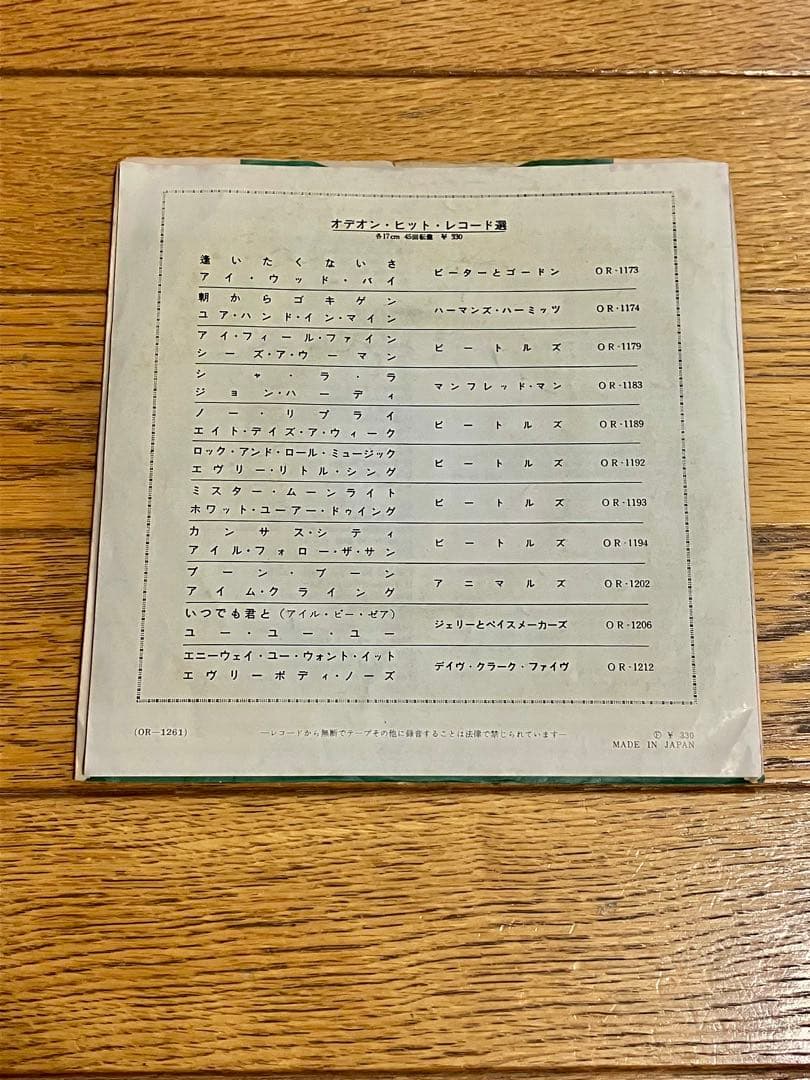 オデオン・ヒット・レコード選
各17cm 45回転盤 ¥ 330
逢いたくないさ
アイ・ウッド・バイ
ピーターとゴードン OR-1173
朝からゴキゲン
ユア・ハンド・イン・マイン
ハーマンズ・ハーミッツ OR-1174
アイ・フィール・ファイン
シーズ・ア・ウーマン
ビートルズ OR-1179
シャ・ラ・ラ
ジョン・ハーディ
マンフレッド・マン OR-1183
ノー・リプライ
エイト・デイズ・ア・ウィーク
ビートルズ OR-1189
ロック・アンド・ロール・ミュージック
エヴリー・リトル・シング
ビートルズ OR-1192
ミスター・ムーンライト
ホワット・ユーアー・ドゥイング
ビートルズ OR-1193
カンサス・シティ
アイル・フォロー・ザ・サン
ビートルズ OR-1194
ブーン・ブーン
アイム・クライング
アニマルズ OR-1202
いつでも君と(アイル・ビー・ゼア)
ユー・ユー・ユー
ジェリーとペイスメーカーズ OR-1206
エニーウェイ・ユー・ウォント・イット
エヴリーボディ・ノーズ
デイヴ・クラーク・ファイヴ OR-1212
(OR-1261)
—レコードから無断でテープその他に録音することは法律で禁じられています—
Ⓟ ¥ 330
MADE IN JAPAN